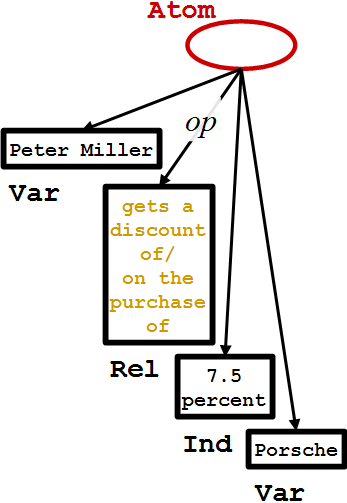 Atom
op
Peter Miller
Var
gets a
discount
of/
on the
purchase
of
Rel
7.5
percent
Ind
Porsche
Var